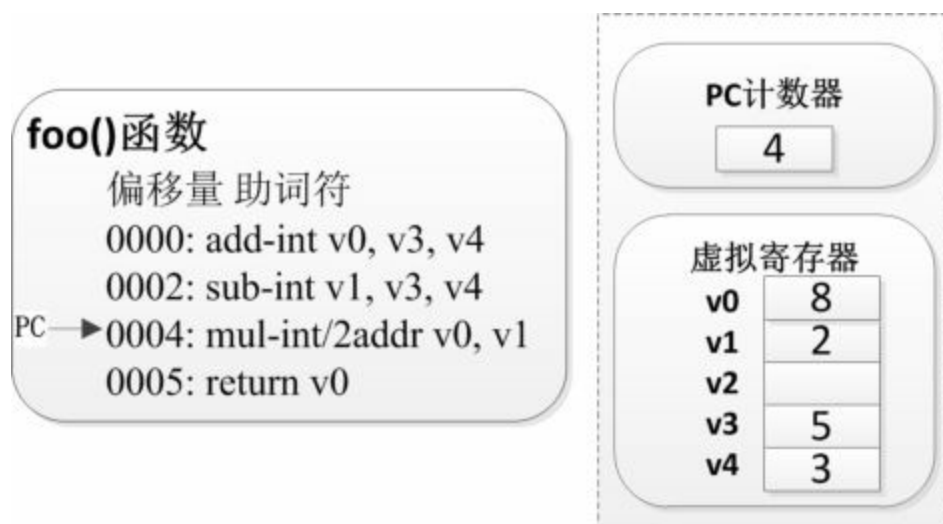 foo()函数
偏移量 助词符
0000: add-int v0, v3, v4
0002: sub-int v1, v3, v4
PC
0004: mul-int/2addr v0, v1
0005: return v0
PC计数器
4
虚拟寄存器
v0 8
v1 2
v2
v3 5
v4 3